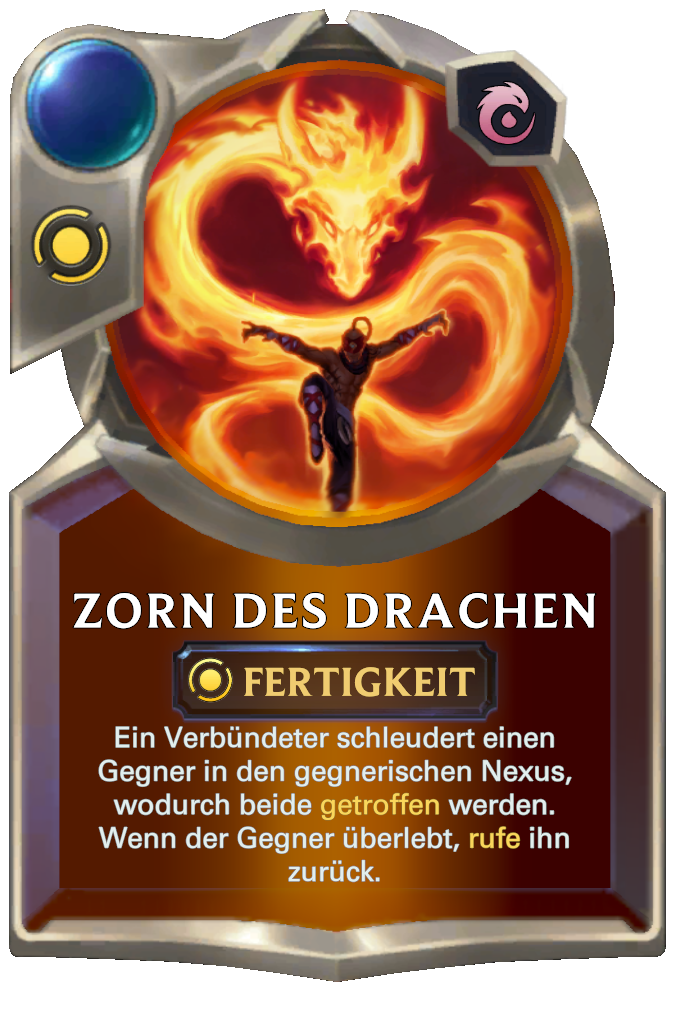 ZORN DES DRACHEN
FERTIGKEIT
Ein Verbündeter schleudert einen
Gegner in den gegnerischen Nexus,
wodurch beide getroffen werden.
Wenn der Gegner überlebt, rufe ihn
zurück.